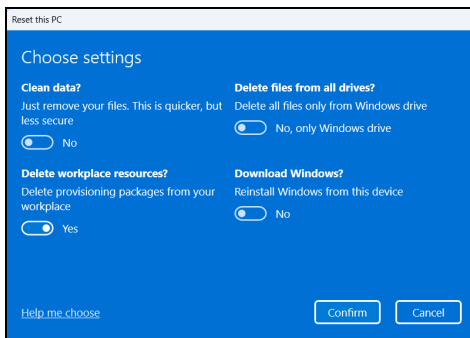 Reset this PC
Choose settings
Clean data?
Just remove your files. This is quicker, but
less secure
No
Delete files from all drives?
Delete all files only from Windows drive
No, only Windows drive
Delete workplace resources?
Delete provisioning packages from your
workplace
Yes
Download Windows?
Reinstall Windows from this device
No
Help me choose
Confirm
Cancel